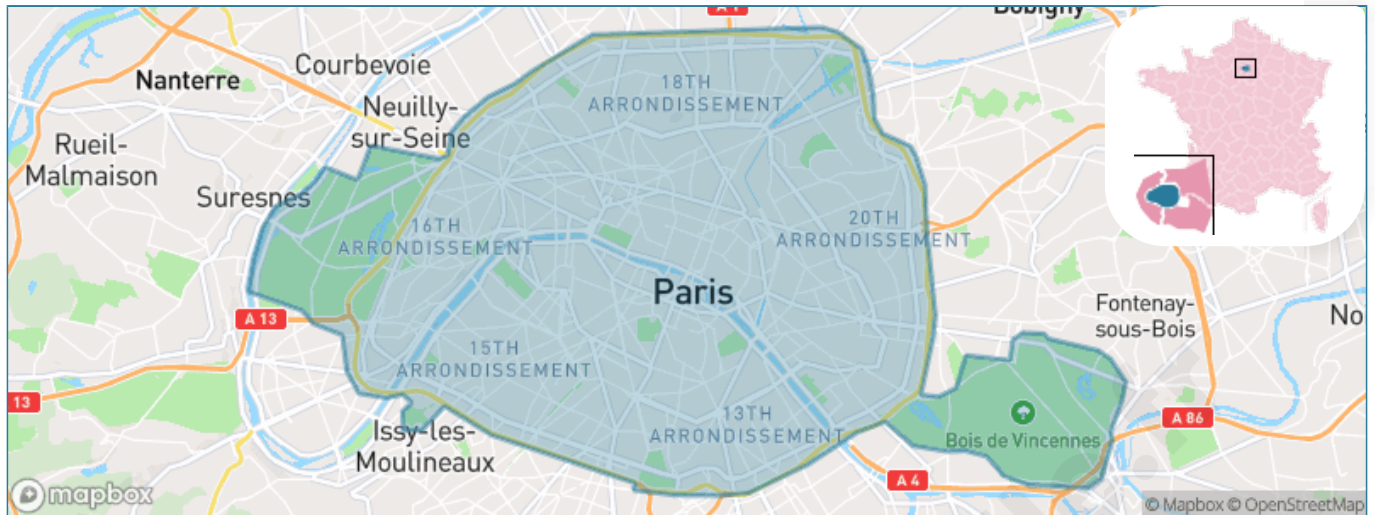 A 1
Bobigny
Courbevoie
Nanterre
Neuilly-
sur-Seine
18TH
ARRONDISSEMENT
Rueil-
Malmaison
Suresnes
16TH
ARRONDISSEMENT
20TH
ARRONDISSEMENT
Paris
A 13
Fontenay-
sous-Bois
No
15TH
ARRONDISSEMENT
13
13TH
ARRONDISSEMENT
A 86
Issy-les-
Moulineaux
Bois de Vincennes
A 4
mapbox
© Mapbox © OpenStreetMap